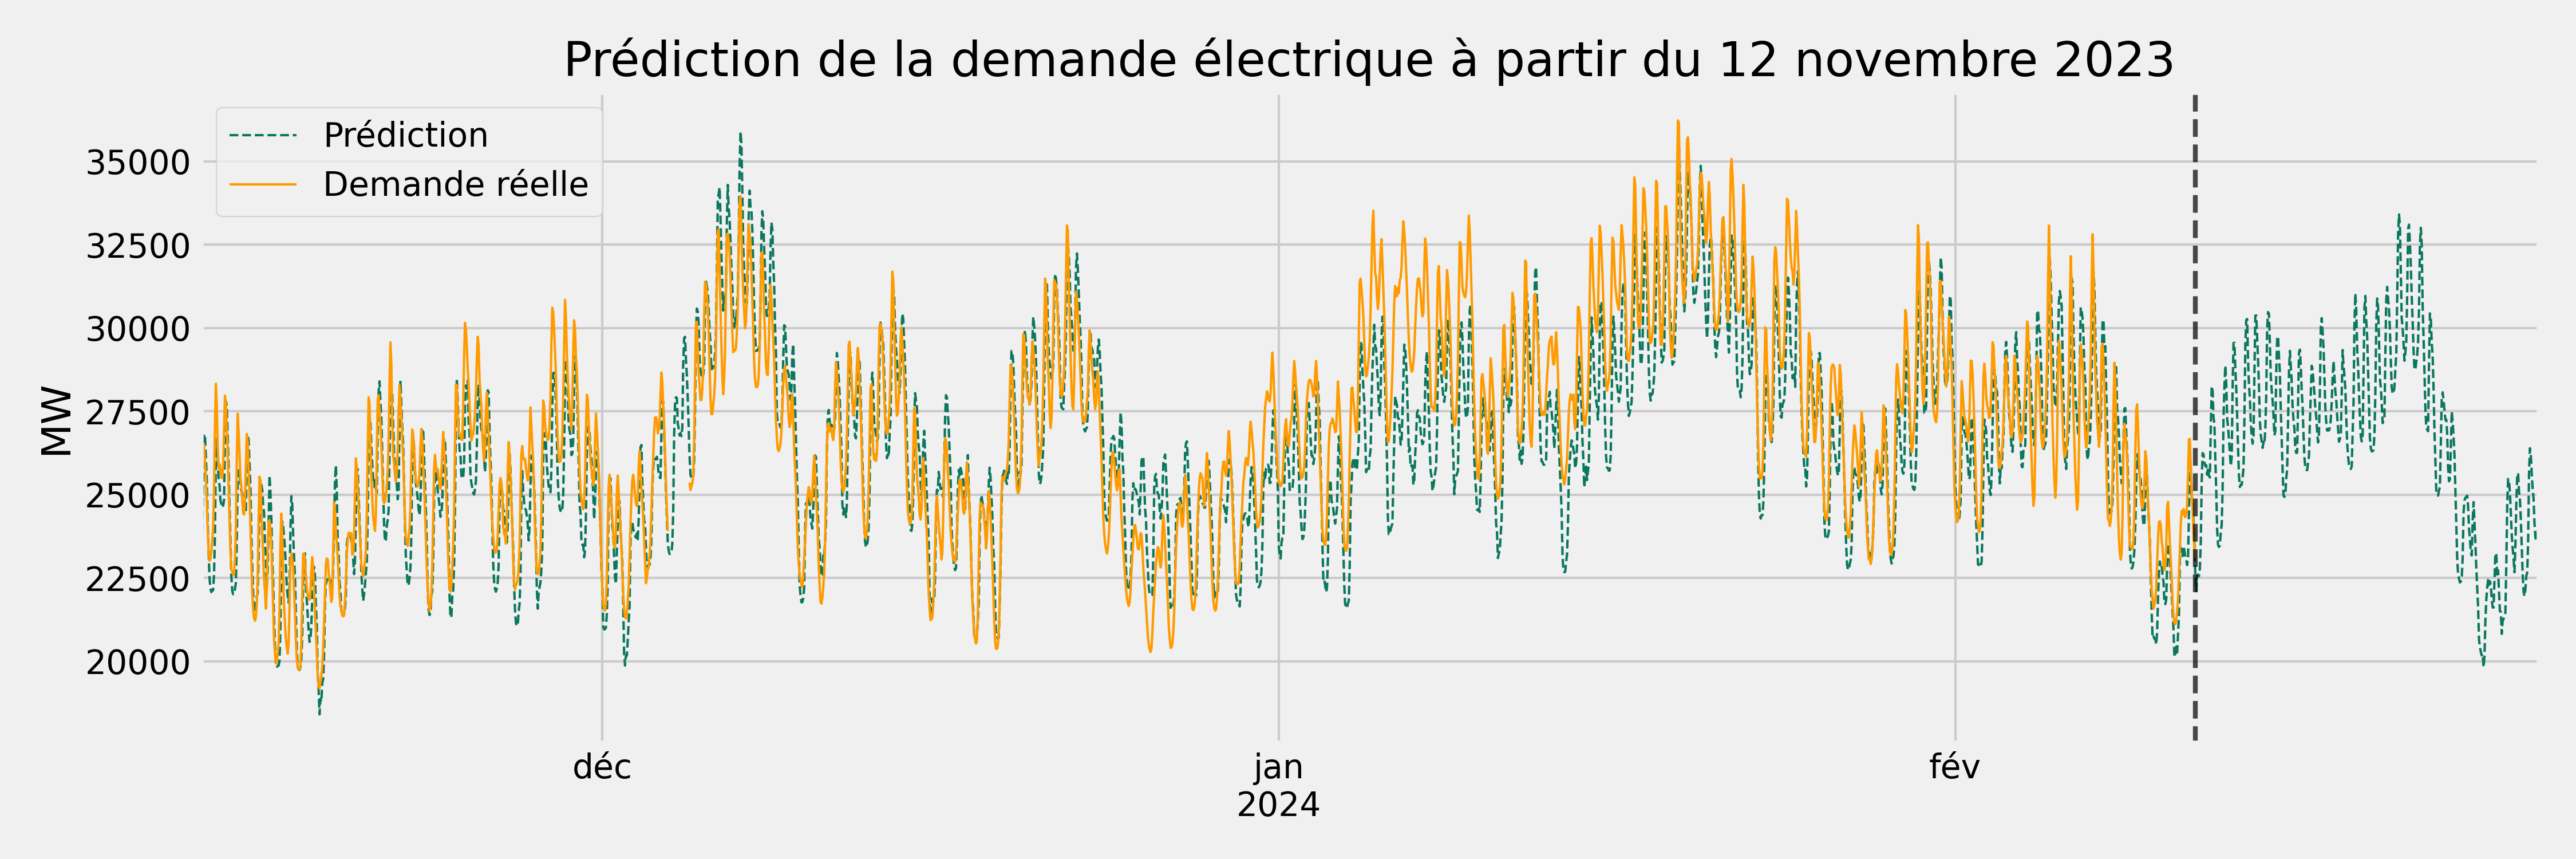 Prédiction de la demande électrique à partir du 12 novembre 2023
Prédiction
Demande réelle
MW
35000
32500
30000
27500
25000
22500
20000
déc
jan
2024
fév